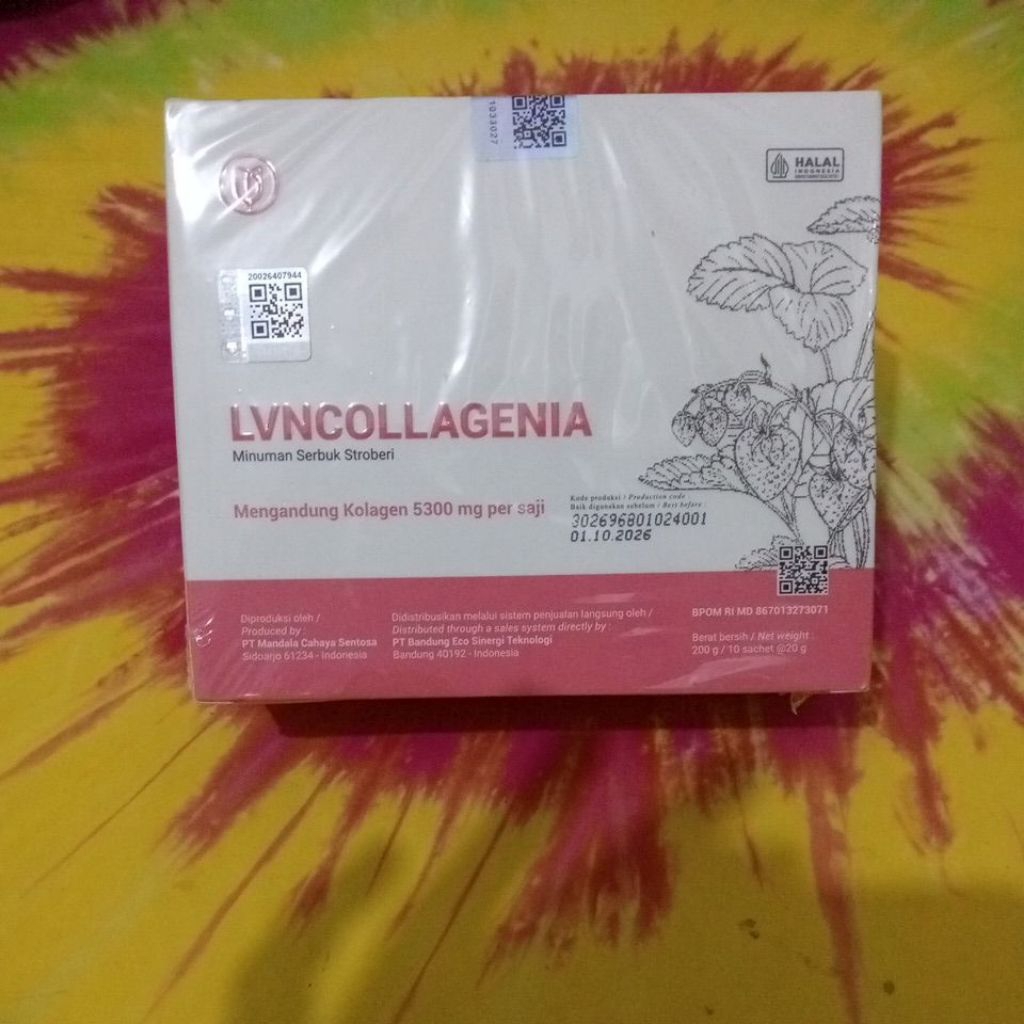 1033027
HALAL
INDONESIA
20026407944
LVNCOLLAGENIA
Minuman Serbuk Stroberi
Mengandung Kolagen 5300 mg per saji
Kode produksi / Production code
Baik digunakan sebelum / Best before :
302696801024001
01.10.2026
Diproduksi oleh /
Produced by :
PT Mandala Cahaya Sentosa
Sidoarjo 61234 - Indonesia
Didistribusikan melalui sistem penjualan langsung oleh /
Distributed through a sales system directly by :
PT Bandung Eco Sinergi Teknologi
Bandung 40192 - Indonesia
BPOM RI MD 867013273071
Berat bersih / Net weight :
200 g / 10 sachet @20 g